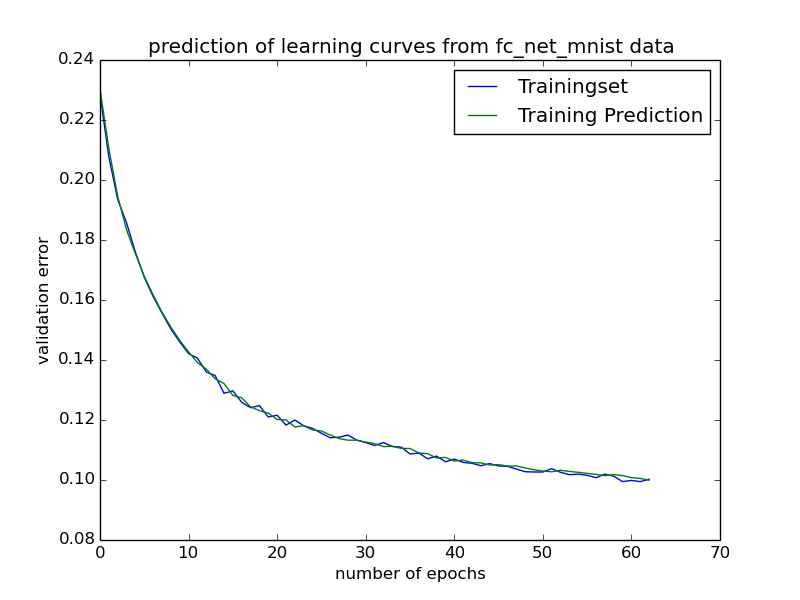 prediction of learning curves from fc_net_mnist data
Trainingset
Training Prediction
validation error
0.24
0.22
0.20
0.18
0.16
0.14
0.12
0.10
0.08
0 10 20 30 40 50 60 70
number of epochs